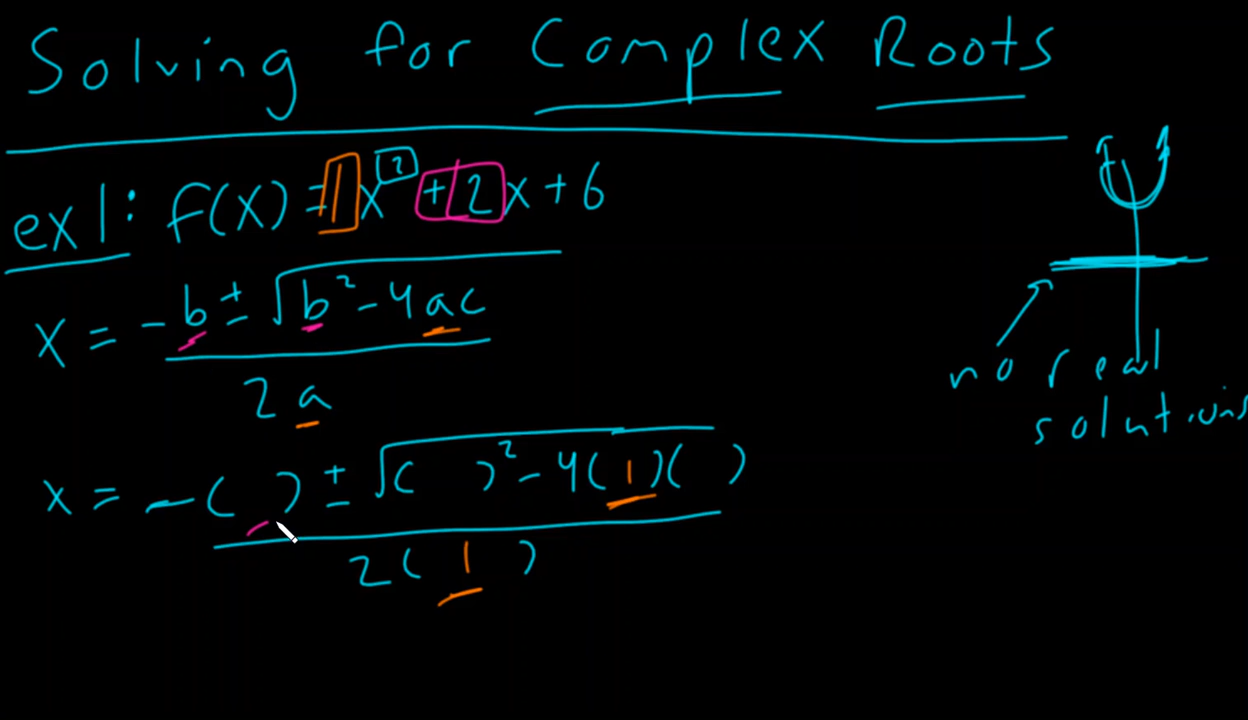 Solving for Complex Roots
ex1: f(x) = 1x² + 2x + 6
x = -b ± √b² - 4ac
2a
no real
solutions
x = -( ) ± √( )² - 4(1)( )
2(1)